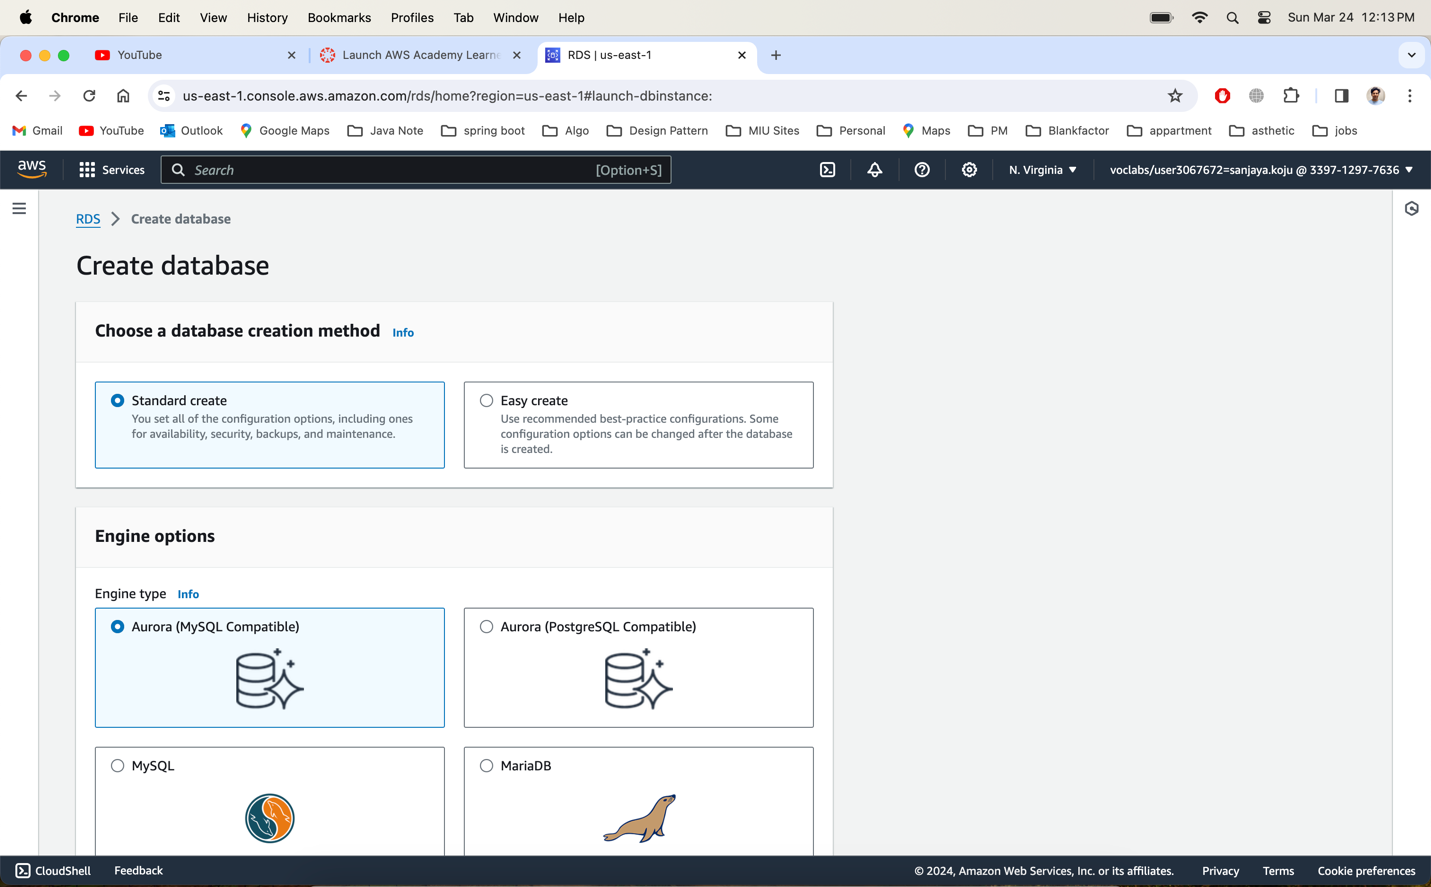 Chrome File Edit View History Bookmarks Profiles Tab Window Help Sun Mar 24 12:13 PM
YouTube Launch AWS Academy Learne RDS | us-east-1
us-east-1.console.aws.amazon.com/rds/home?region=us-east-1#launch-dbinstance:
Gmail YouTube Outlook Google Maps Java Note spring boot Algo Design Pattern MIU Sites Personal Maps PM Blankfactor appartment asthetic jobs
aws Services Search [Option+S] N. Virginia voclabs/user3067672=sanjaya.koju @ 3397-1297-7636
RDS Create database
Create database
Choose a database creation method Info
Standard create
You set all of the configuration options, including ones
for availability, security, backups, and maintenance.
Easy create
Use recommended best-practice configurations. Some
configuration options can be changed after the database
is created.
Engine options
Engine type Info
Aurora (MySQL Compatible)
Aurora (PostgreSQL Compatible)
MySQL
MariaDB
CloudShell Feedback © 2024, Amazon Web Services, Inc. or its affiliates. Privacy Terms Cookie preferences